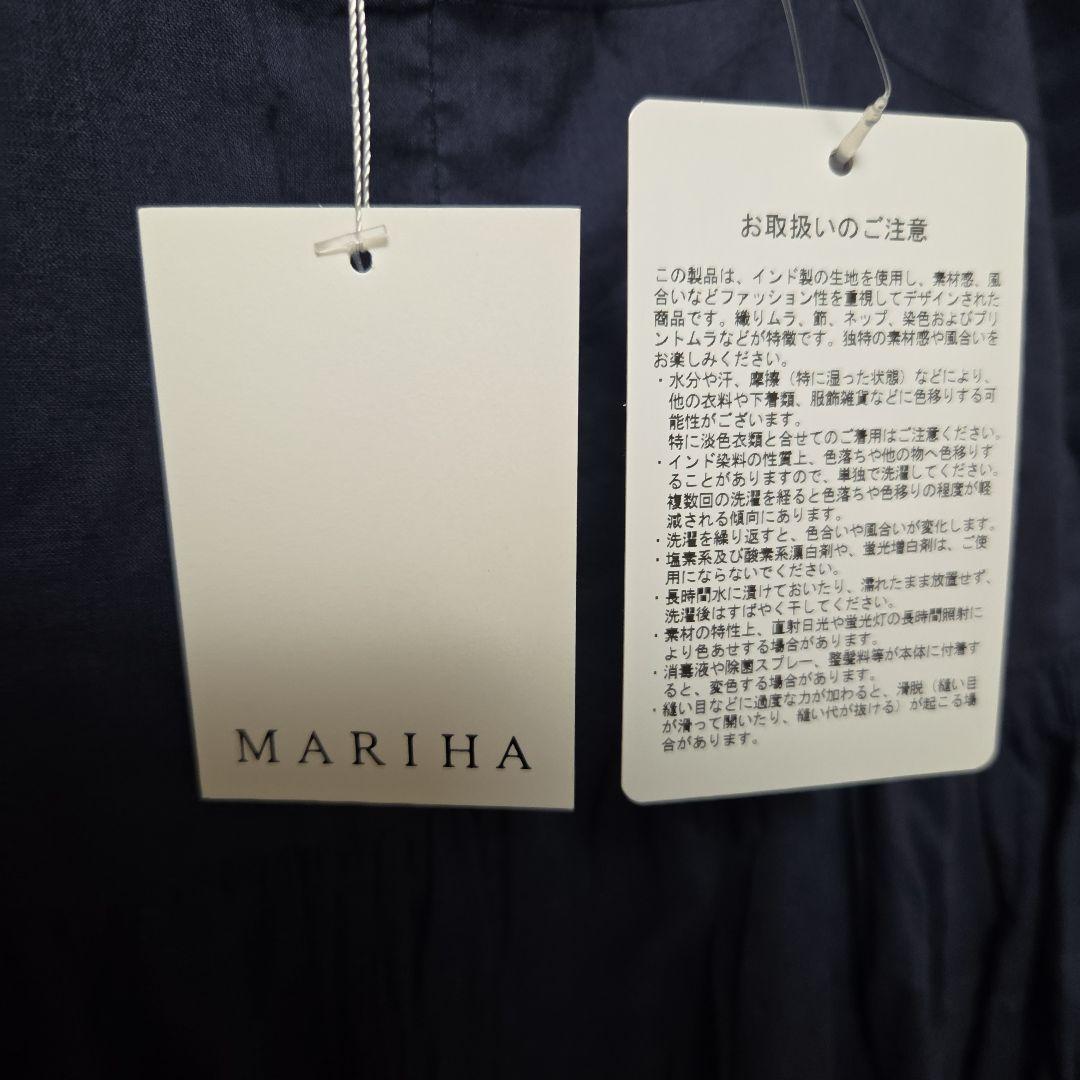 MARIHA
お取扱いのご注意
この製品は、インド製の生地を使用し、素材感、風
合いなどファッション性を重視してデザインされた
商品です。織りムラ、節、ネップ、染色およびプリ
ントムラなどが特徴です。独特の素材感や風合いを
お楽しみください。
・水分や汗、摩擦（特に湿った状態）などにより、
他の衣料や下着類、服飾雑貨などに色移りする可
能性がございます。
特に淡色衣類と合せてのご着用はご注意ください。
・インド染料の性質上、色落ちや他の物へ色移りす
ることがありますので、単独で洗濯してください。
複数回の洗濯を経ると色落ちや色移りの程度が軽
減される傾向にあります。
・洗濯を繰り返すと、色合いや風合いが変化します。
・塩素系及び酸素系漂白剤や、蛍光増白剤は、ご使
用にならないでください。
・長時間水に漬けておいたり、濡れたまま放置せず、
洗濯後はすばやく干してください。
・素材の特性上、直射日光や蛍光灯の長時間照射に
より色あせする場合があります。
・消毒液や除菌スプレー、整髪料等が本体に付着す
ると、変色する場合があります。
・縫い目などに過度な力が加わると、滑脱（縫い目
が滑って開いたり、縫い代が抜ける）が起こる場
合があります。